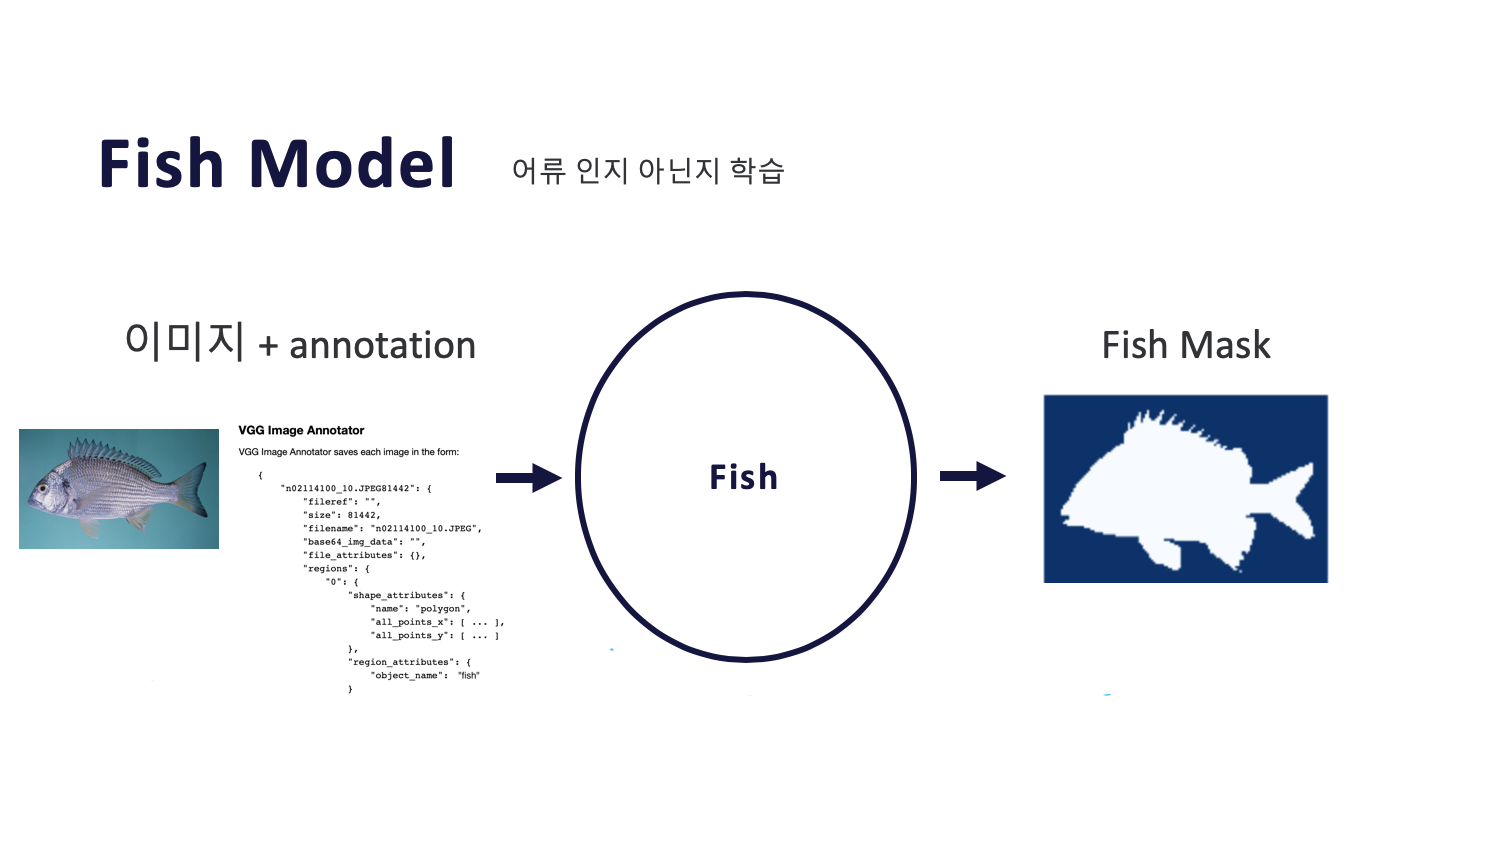 Fish Model
어류 인지 아닌지 학습
이미지 + annotation
VGG Image Annotator
VGG Image Annotator saves each image in the form:
{
"n02114100_10.JPEG81442": {
"fileref": "",
"size": 81442,
"filename": "n02114100_10.JPEG",
"base64_img_data": "",
"file_attributes": {},
"regions": {
"0": {
"shape_attributes": {
"name": "polygon",
"all_points_x": [ ... ],
"all_points_y": [ ... ]
},
"region_attributes": {
"object_name": "fish"
}
Fish
Fish Mask